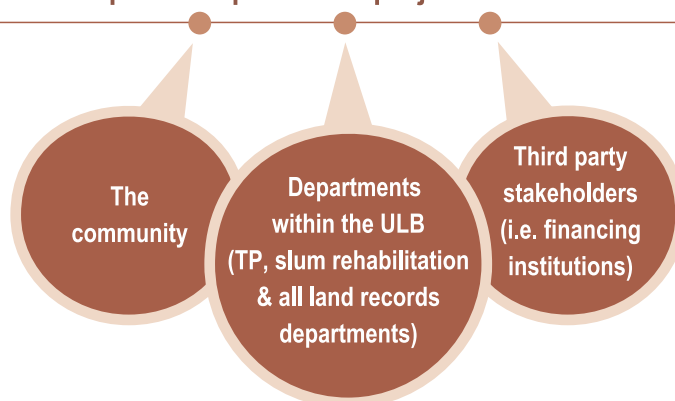 The
community
Departments
within the ULB
(TP, slum rehabilitation
& all land records
departments)
Third party
stakeholders
(i.e. financing
institutions)